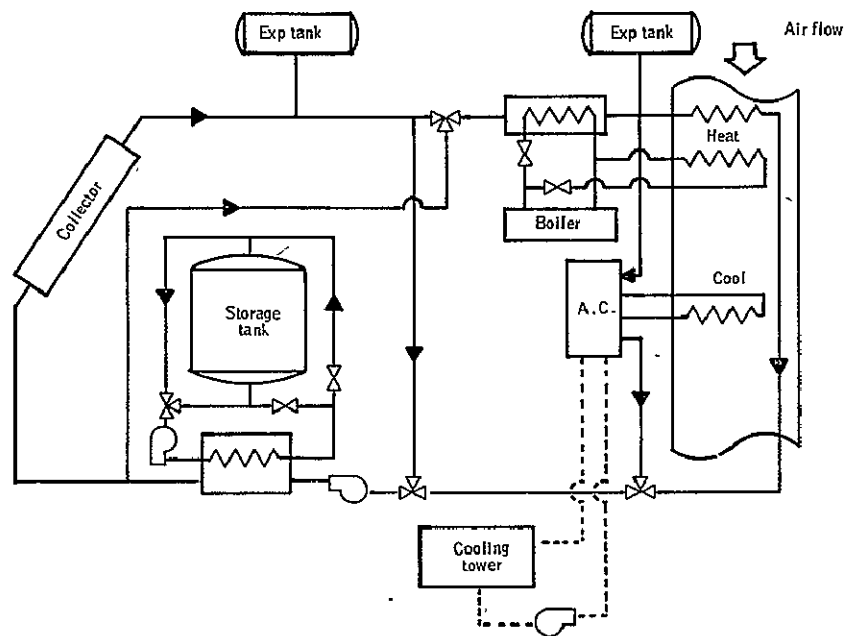 Exp tank
Exp tank
Air flow
Heat
Collector
Boiler
Storage
tank
Cool
A.C.
Cooling
tower